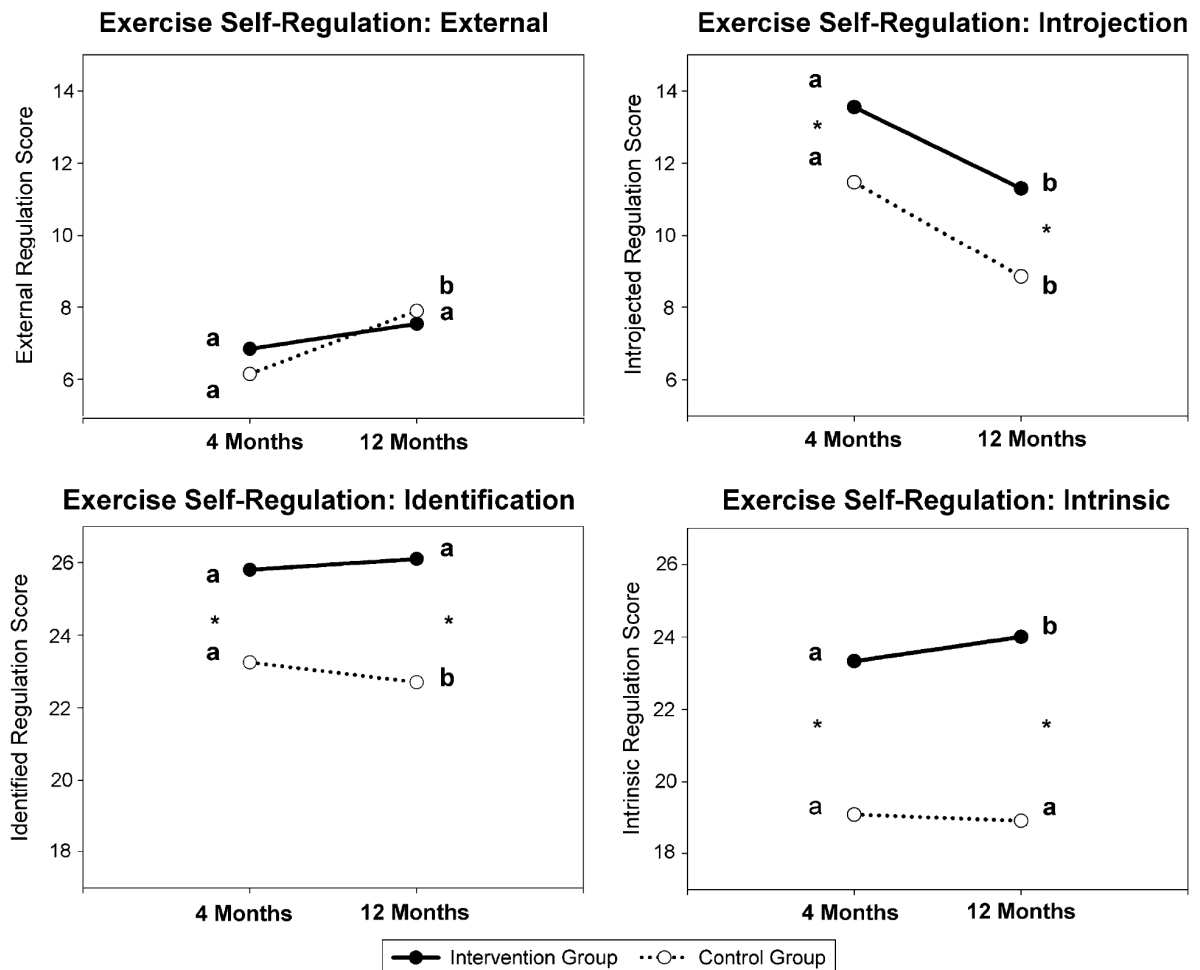 Exercise Self-Regulation: External
External Regulation Score
14
12
10
8
6
a
a
b
a
4 Months 12 Months
Exercise Self-Regulation: Introjection
Introjected Regulation Score
14
12
10
8
6
a
*
a
b
*
b
4 Months 12 Months
Exercise Self-Regulation: Identification
Identified Regulation Score
26
24
22
20
18
a
*
a
a
*
b
4 Months 12 Months
Exercise Self-Regulation: Intrinsic
Intrinsic Regulation Score
26
24
22
20
18
a
*
a
b
*
a
4 Months 12 Months
Intervention Group Control Group